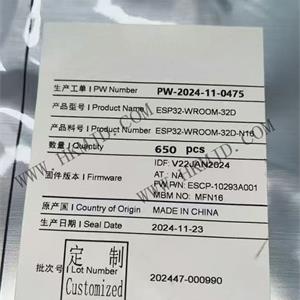 生产工单 | PW Number PW-2024-11-0475
产品型号 | Product Name ESP32-WROOM-32D
产品料号 | Product Number ESP32-WROOM-32D-N16
数量 | Quantity 650 pcs
IDF: V22JAN2024
固件版本 | Firmware AT: NA
FW P/N: ESCP-10293A001
MBM NO: MFN16
原产国 | Country of Origin MADE IN CHINA
生产日期 | Seal Date 2024-11-23
定制
批次号 | Lot Number 202447-000990
Customized
WWW.HKMJD.COM